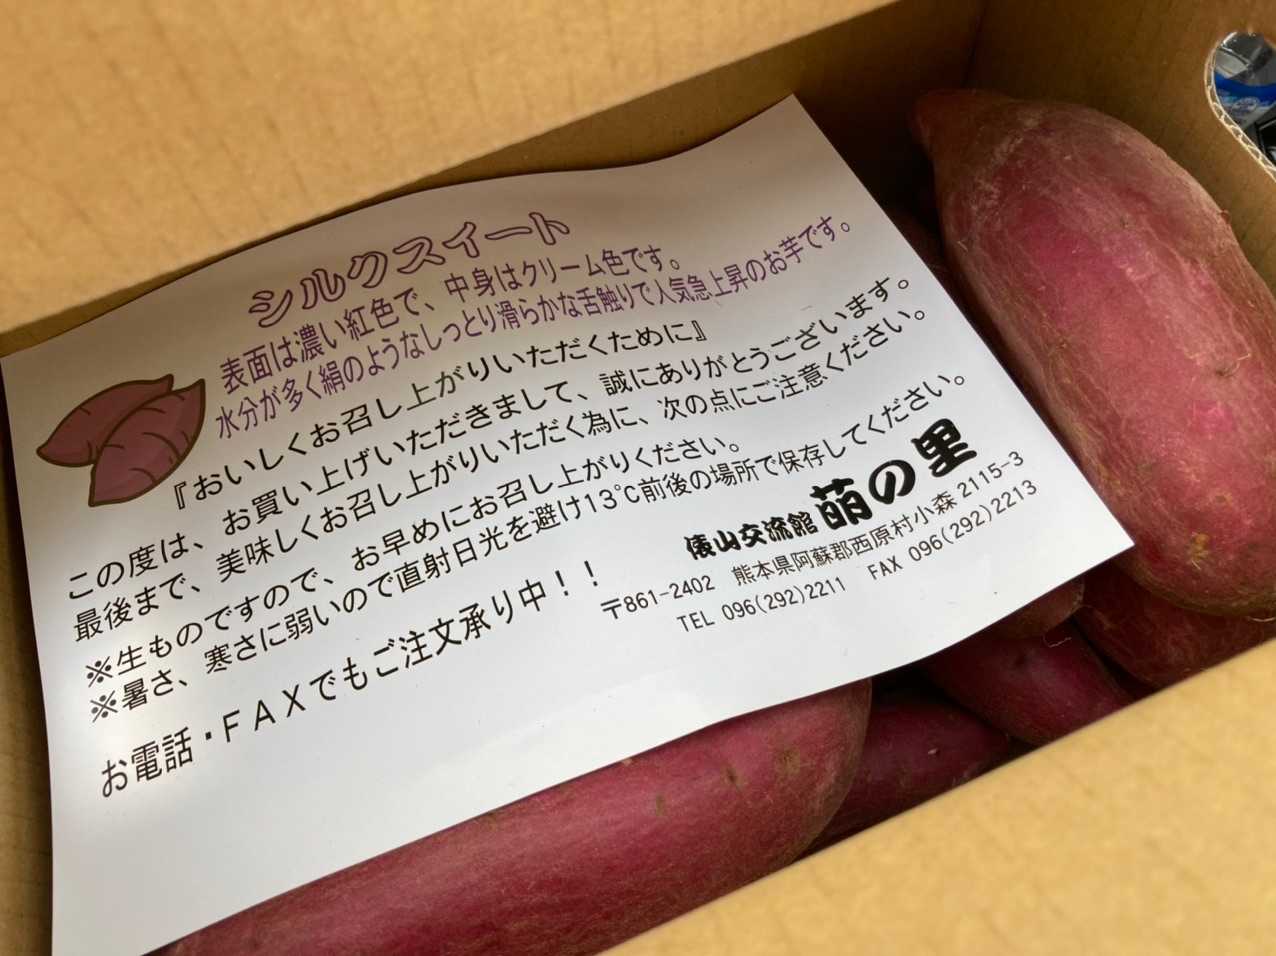 シルクスイート
表面は濃い紅色で、中身はクリーム色です。
水分が多く絹のようなしっとり滑らかな舌触りで人気急上昇のお芋です。
『おいしくお召し上がりいただくために』
この度は、お買い上げいただきまして、誠にありがとうございます。
最後まで、美味しくお召し上がりいただく為に、次の点にご注意ください。
※生ものですので、お早めにお召し上がりください。
※暑さ、寒さに弱いので直射日光を避け13℃前後の場所で保存してください。
お電話・FAXでもご注文承り中！！
俵山交流館 萌の里
〒861-2402 熊本県阿蘇郡西原村小森2115-3
TEL 096(292)2211 FAX 096(292)2213